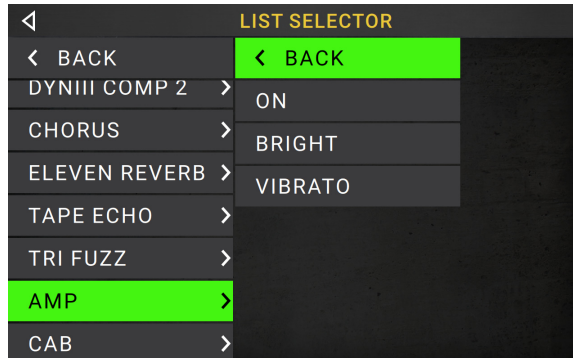 LIST SELECTOR
BACK
DYNIII COMP 2
CHORUS
ELEVEN REVERB
TAPE ECHO
TRI FUZZ
AMP
CAB
BACK
ON
BRIGHT
VIBRATO